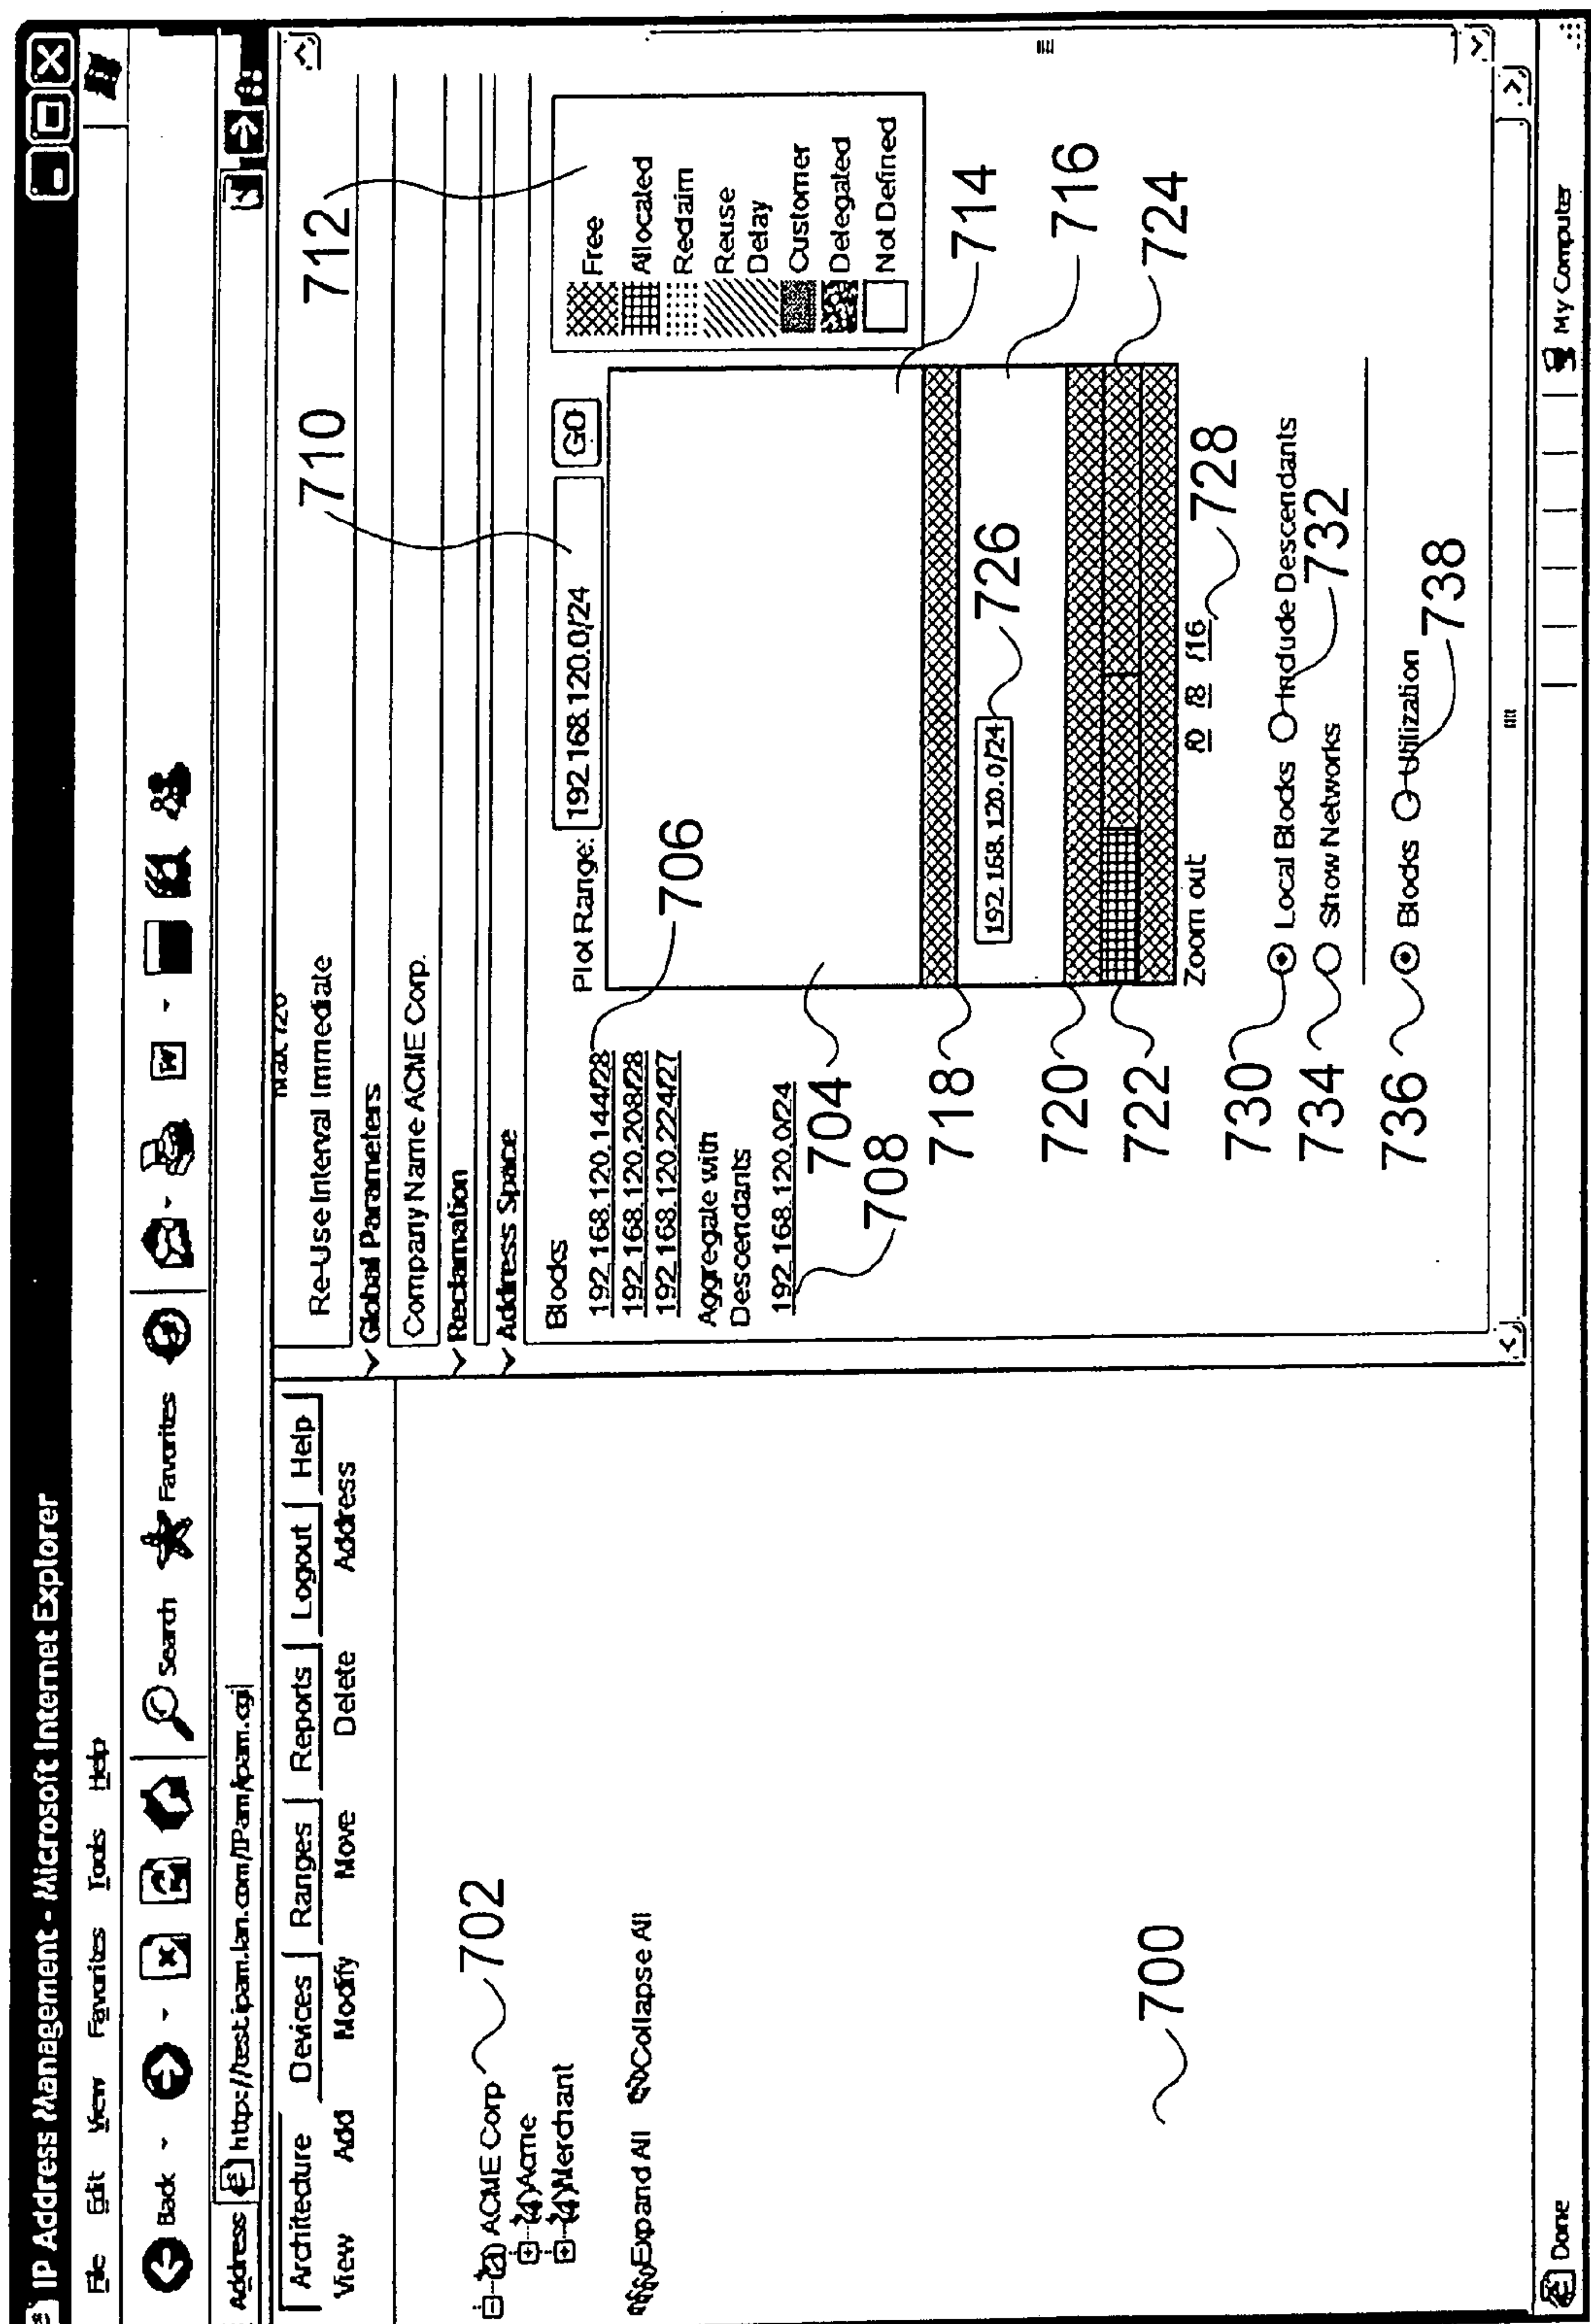 IP Address Management - Microsoft Internet Explorer
File Edit View Favorites Tools Help
Back Search Favorites
Address http://test.ipam.lan.com/IPam/ipam.cgi
Architecture Devices Ranges Reports Logout Help
View Add Modify Move Delete Address
ACME Corp 702
Acme
Merchant
Expand All Collapse All
700
Re-Use Interval Immediate
710 712
Global Parameters
Company Name ACME Corp.
Reclamation
Address Space
Blocks
192.168.120.144/28
192.168.120.208/28
192.168.120.224/27
706
Aggregate with
Descendants
192.168.120.0/24
704
708
Plot Range: 192.168.120.0/24 GO
Free
Allocated
Reclaim
Reuse
Delay
Customer
Delegated
Not Defined
714
716
718
192.168.120.0/24 726
720
722
724
Zoom out /0 /8 /16 728
730 Local Blocks Include Descendants
734 Show Networks 732
736 Blocks Utilization
738
Done My Computer